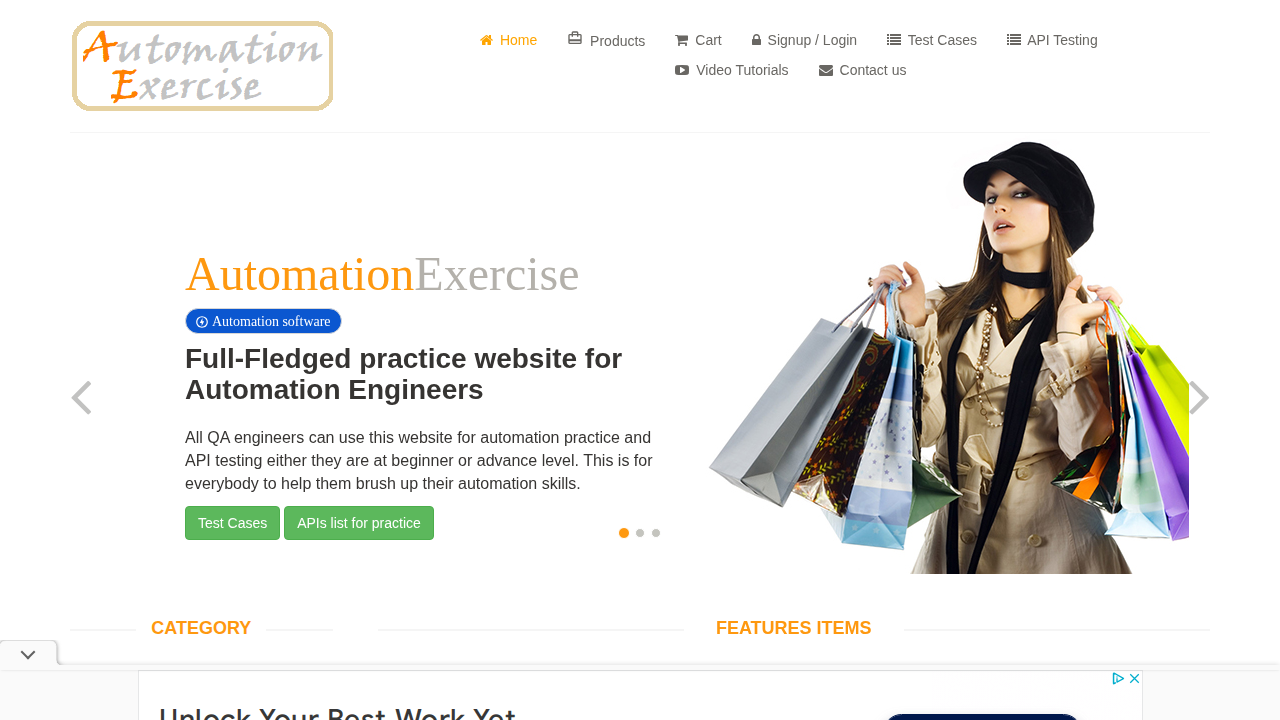 Automation
Exercise
Home
Products
Cart
Signup / Login
Test Cases
API Testing
Video Tutorials
Contact us
AutomationExercise
Automation software
Full-Fledged practice website for
Automation Engineers
All QA engineers can use this website for automation practice and
API testing either they are at beginner or advance level. This is for
everybody to help them brush up their automation skills.
Test Cases
APIs list for practice
CATEGORY
FEATURES ITEMS
Unlock Your Best Work Yet